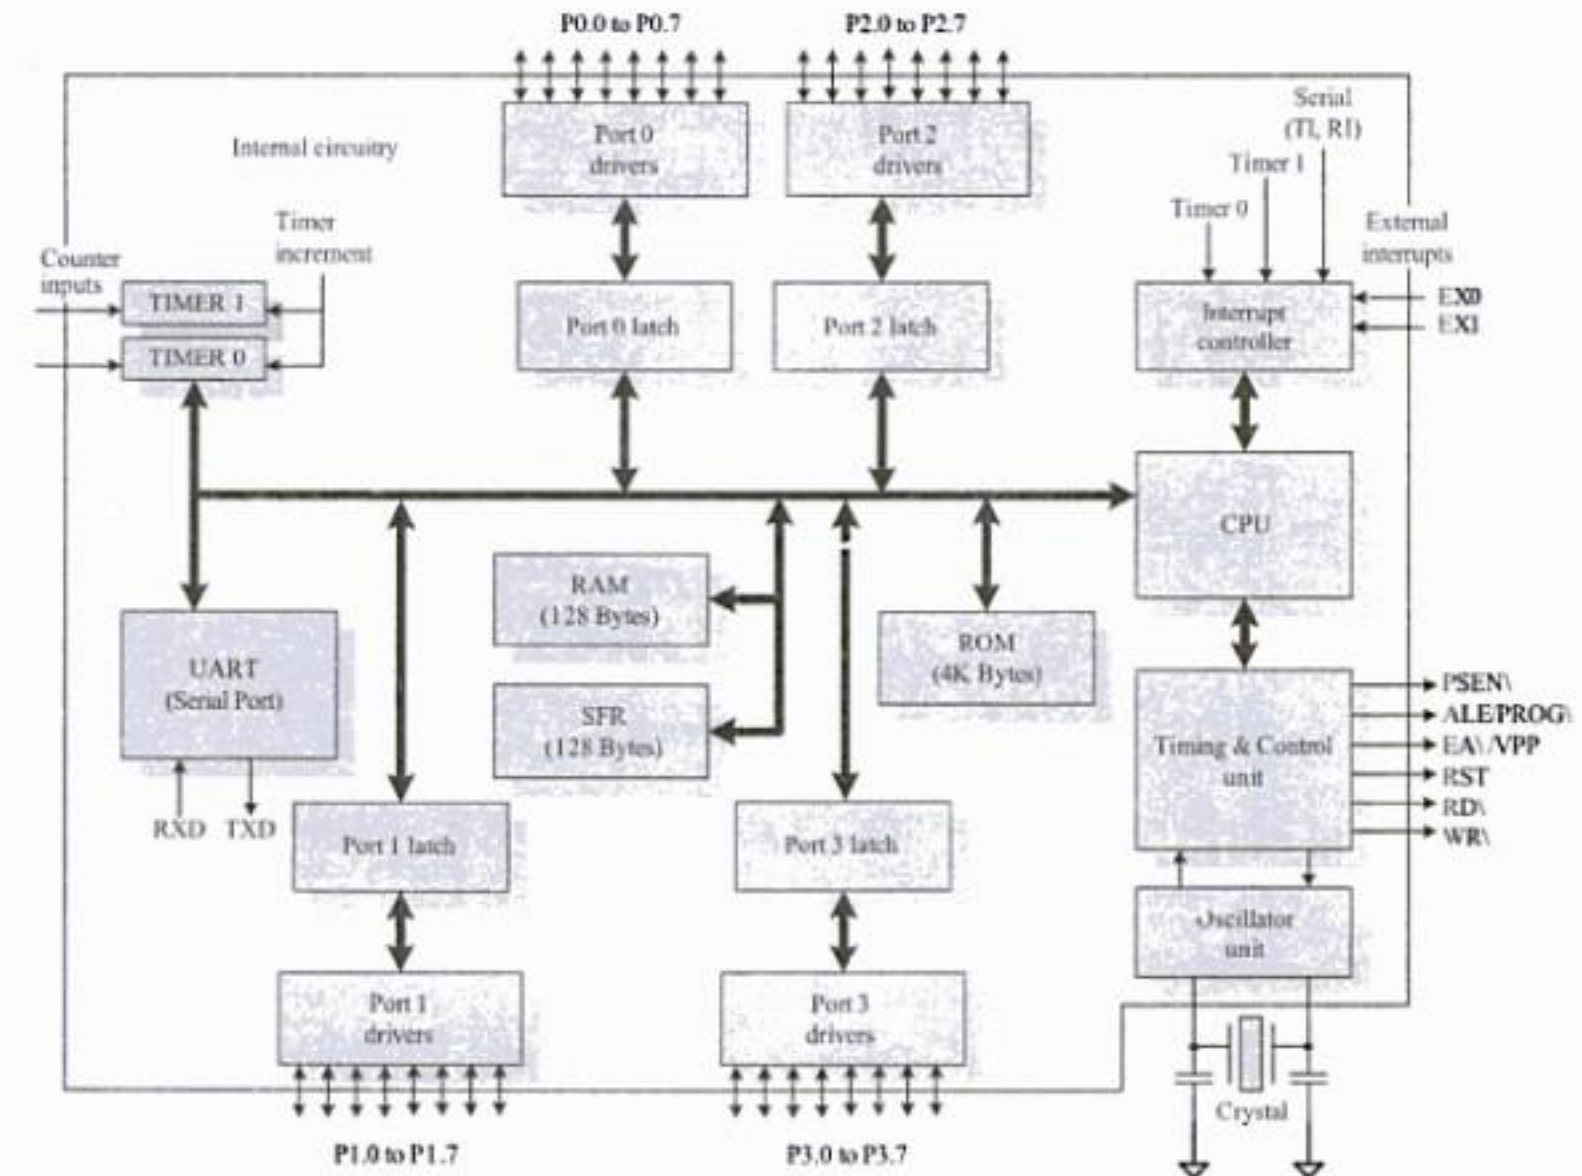 P0.0 to P0.7
P2.0 to P2.7
Port 0
drivers
Port 2
drivers
Serial
(TI, RI)
Timer 1
Timer 0
Internal circuitry
Timer
increment
Counter
inputs
External
interrupts
TIMER 1
TIMER 0
Port 0 latch
Port 2 latch
Interrupt
controller
EX0
EX1
CPU
RAM
(128 Bytes)
ROM
(4K Bytes)
UART
(Serial Port)
SFR
(128 Bytes)
PSEN\
ALE/PROG\
EA\ /VPP
RST
RD\
WR\
Timing & Control
unit
RXD
TXD
Port 1 latch
Port 3 latch
Oscillator
unit
Port 1
drivers
Port 3
drivers
Crystal
P1.0 to P1.7
P3.0 to P3.7